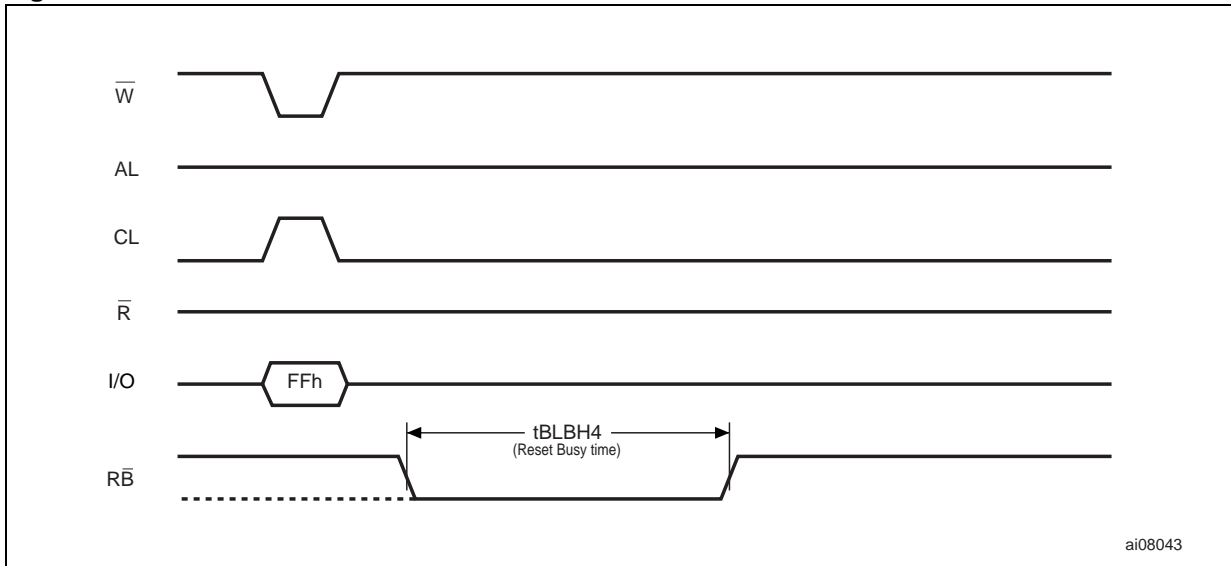 W̅
AL
CL
R̅
I/O
FFh
tBLBH4
(Reset Busy time)
RB̅
ai08043